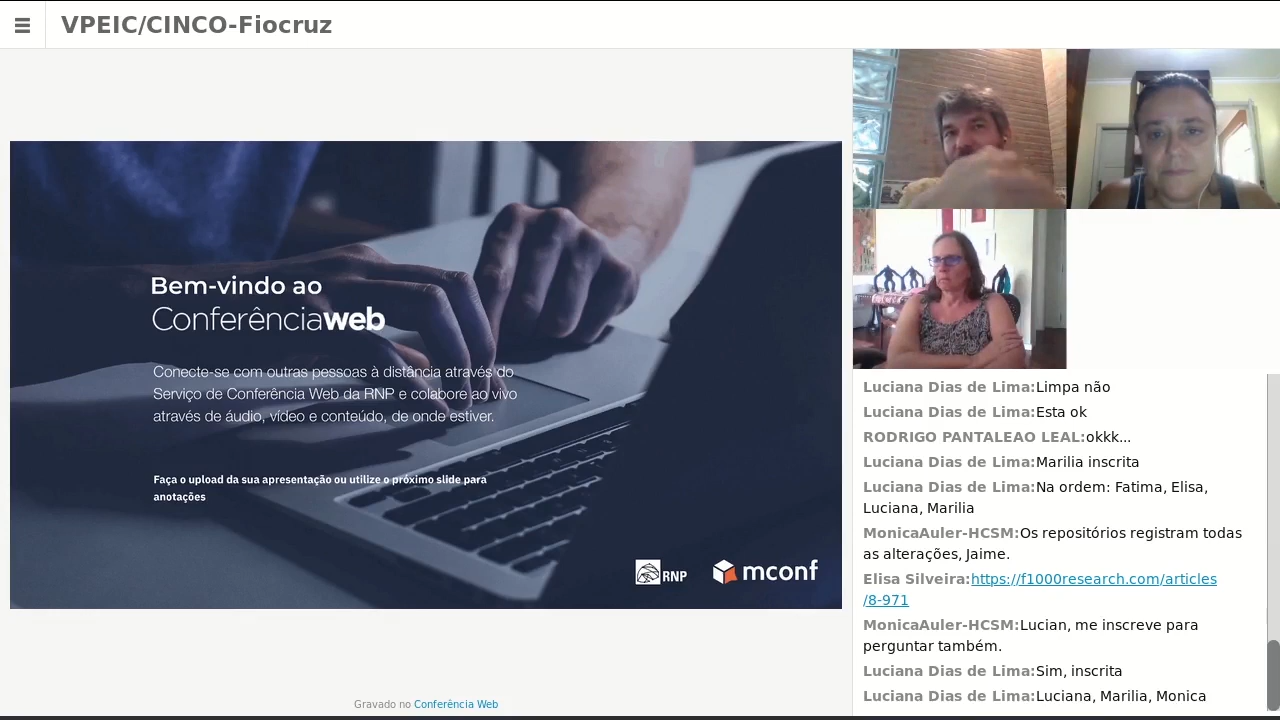 VPEIC/CINCO-Fiocruz
Bem-vindo ao
Conferênciaweb
Conecte-se com outras pessoas à distância através do
Serviço de Conferência Web da RNP e colabore ao vivo
através de áudio, vídeo e conteúdo, de onde estiver.
Faça o upload da sua apresentação ou utilize o próximo slide para
anotações
RNP
mconf
Gravado no Conferência Web
Luciana Dias de Lima:Limpa não
Luciana Dias de Lima:Esta ok
RODRIGO PANTALEAO LEAL:okkk...
Luciana Dias de Lima:Marilia inscrita
Luciana Dias de Lima:Na ordem: Fatima, Elisa,
Luciana, Marilia
MonicaAuler-HCSM:Os repositórios registram todas
as alterações, Jaime.
Elisa Silveira:https://f1000research.com/articles
/8-971
MonicaAuler-HCSM:Lucian, me inscreve para
perguntar também.
Luciana Dias de Lima:Sim, inscrita
Luciana Dias de Lima:Luciana, Marilia, Monica